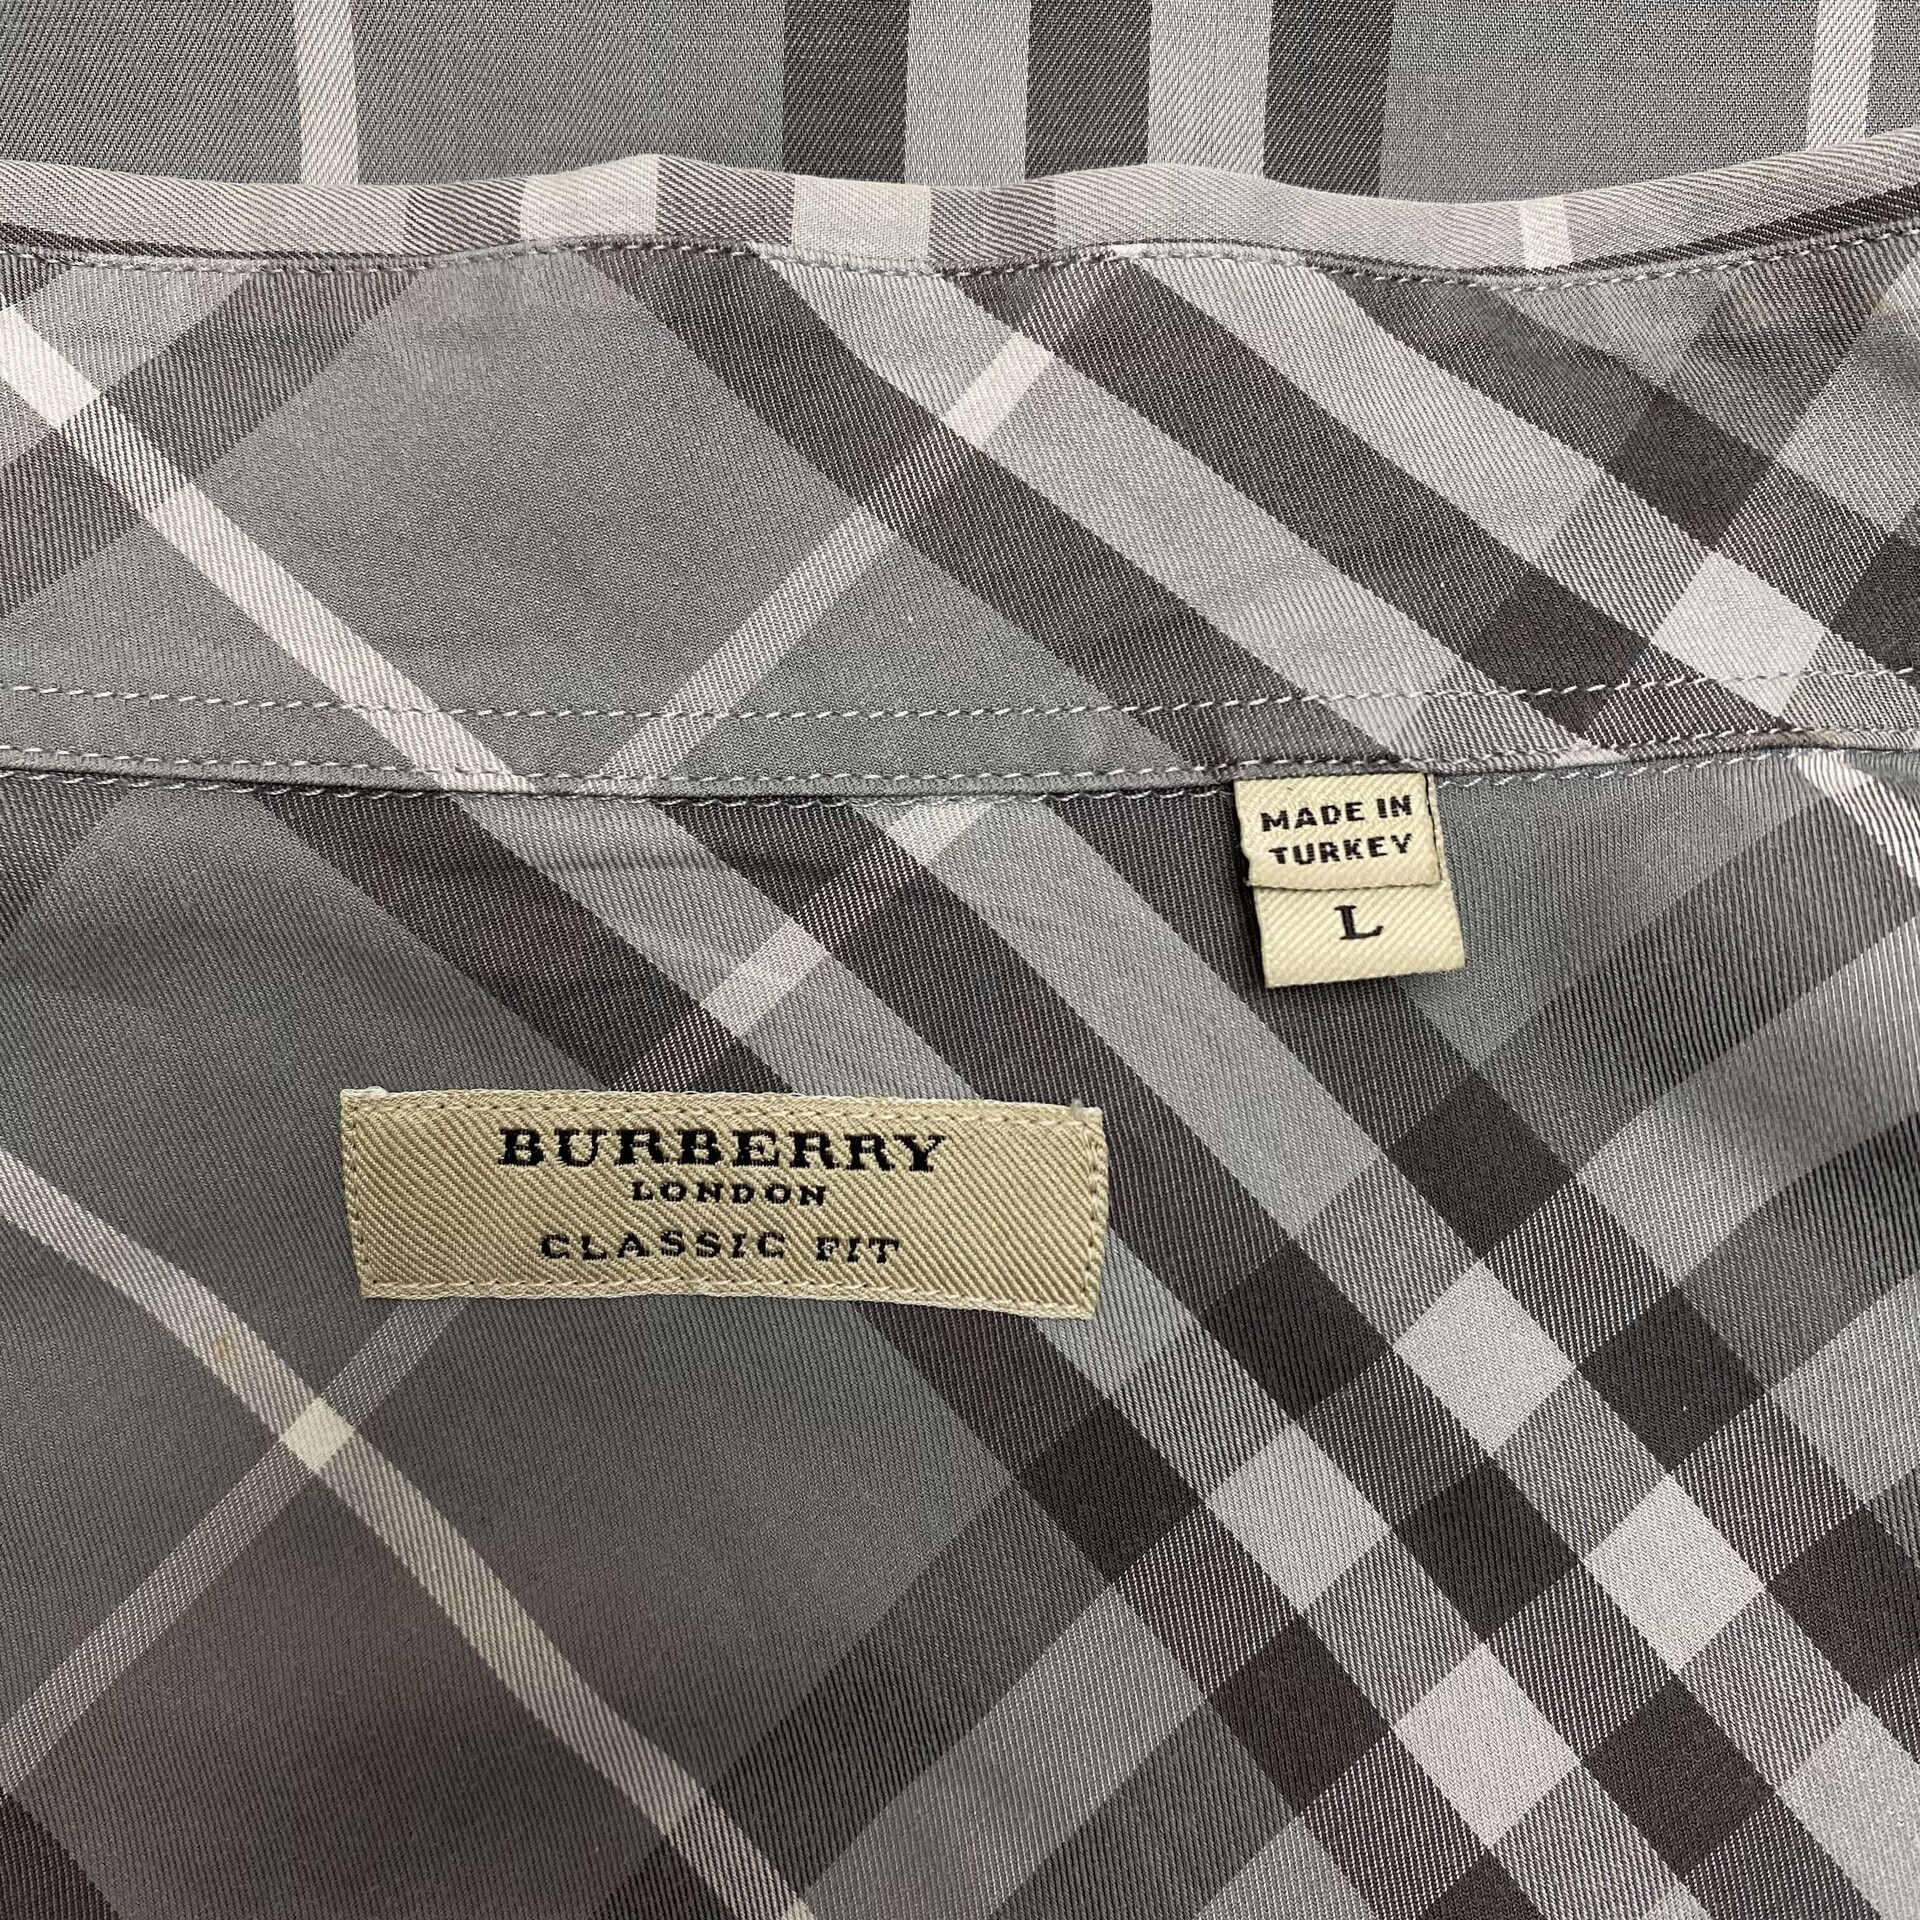 MADE IN
TURKEY
L
BURBERRY
LONDON
CLASSIC FIT